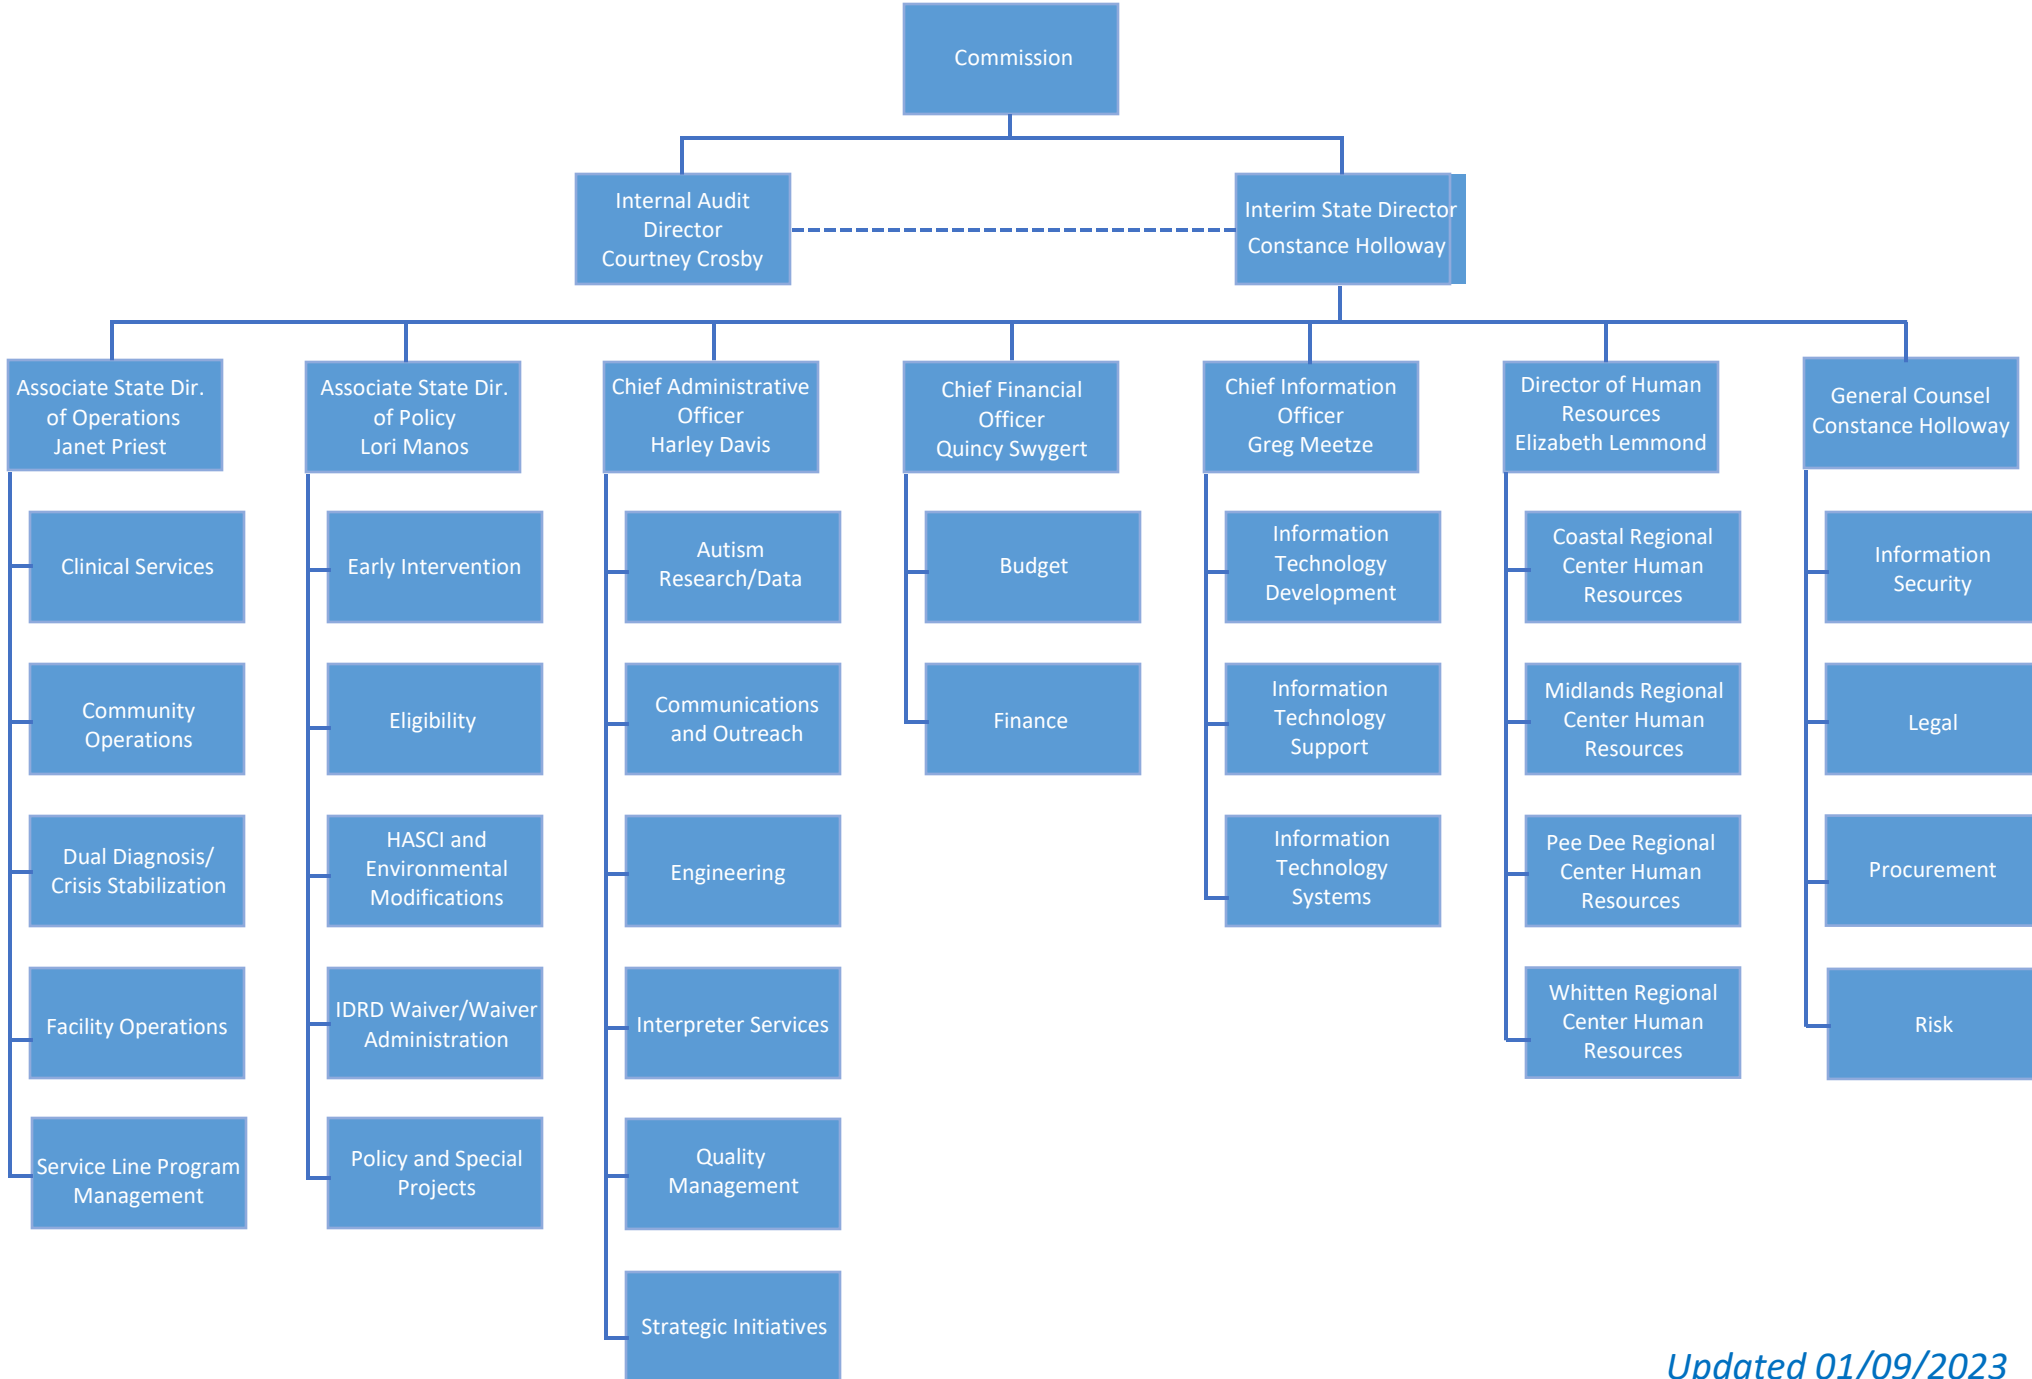 Commission
Internal Audit
Director
Courtney Crosby
Interim State Director
Constance Holloway
Associate State Dir.
of Operations
Janet Priest
Associate State Dir.
of Policy
Lori Manos
Chief Administrative
Officer
Harley Davis
Chief Financial
Officer
Quincy Swygert
Chief Information
Officer
Greg Meetze
Director of Human
Resources
Elizabeth Lemmond
General Counsel
Constance Holloway
Clinical Services
Early Intervention
Autism
Research/Data
Budget
Information
Technology
Development
Coastal Regional
Center Human
Resources
Information
Security
Community
Operations
Eligibility
Communications
and Outreach
Finance
Information
Technology
Support
Midlands Regional
Center Human
Resources
Legal
Dual Diagnosis/
Crisis Stabilization
HASCI and
Environmental
Modifications
Engineering
Information
Technology
Systems
Pee Dee Regional
Center Human
Resources
Procurement
Facility Operations
IDRD Waiver/Waiver
Administration
Interpreter Services
Whitten Regional
Center Human
Resources
Risk
Service Line Program
Management
Policy and Special
Projects
Quality
Management
Strategic Initiatives
Updated 01/09/2023